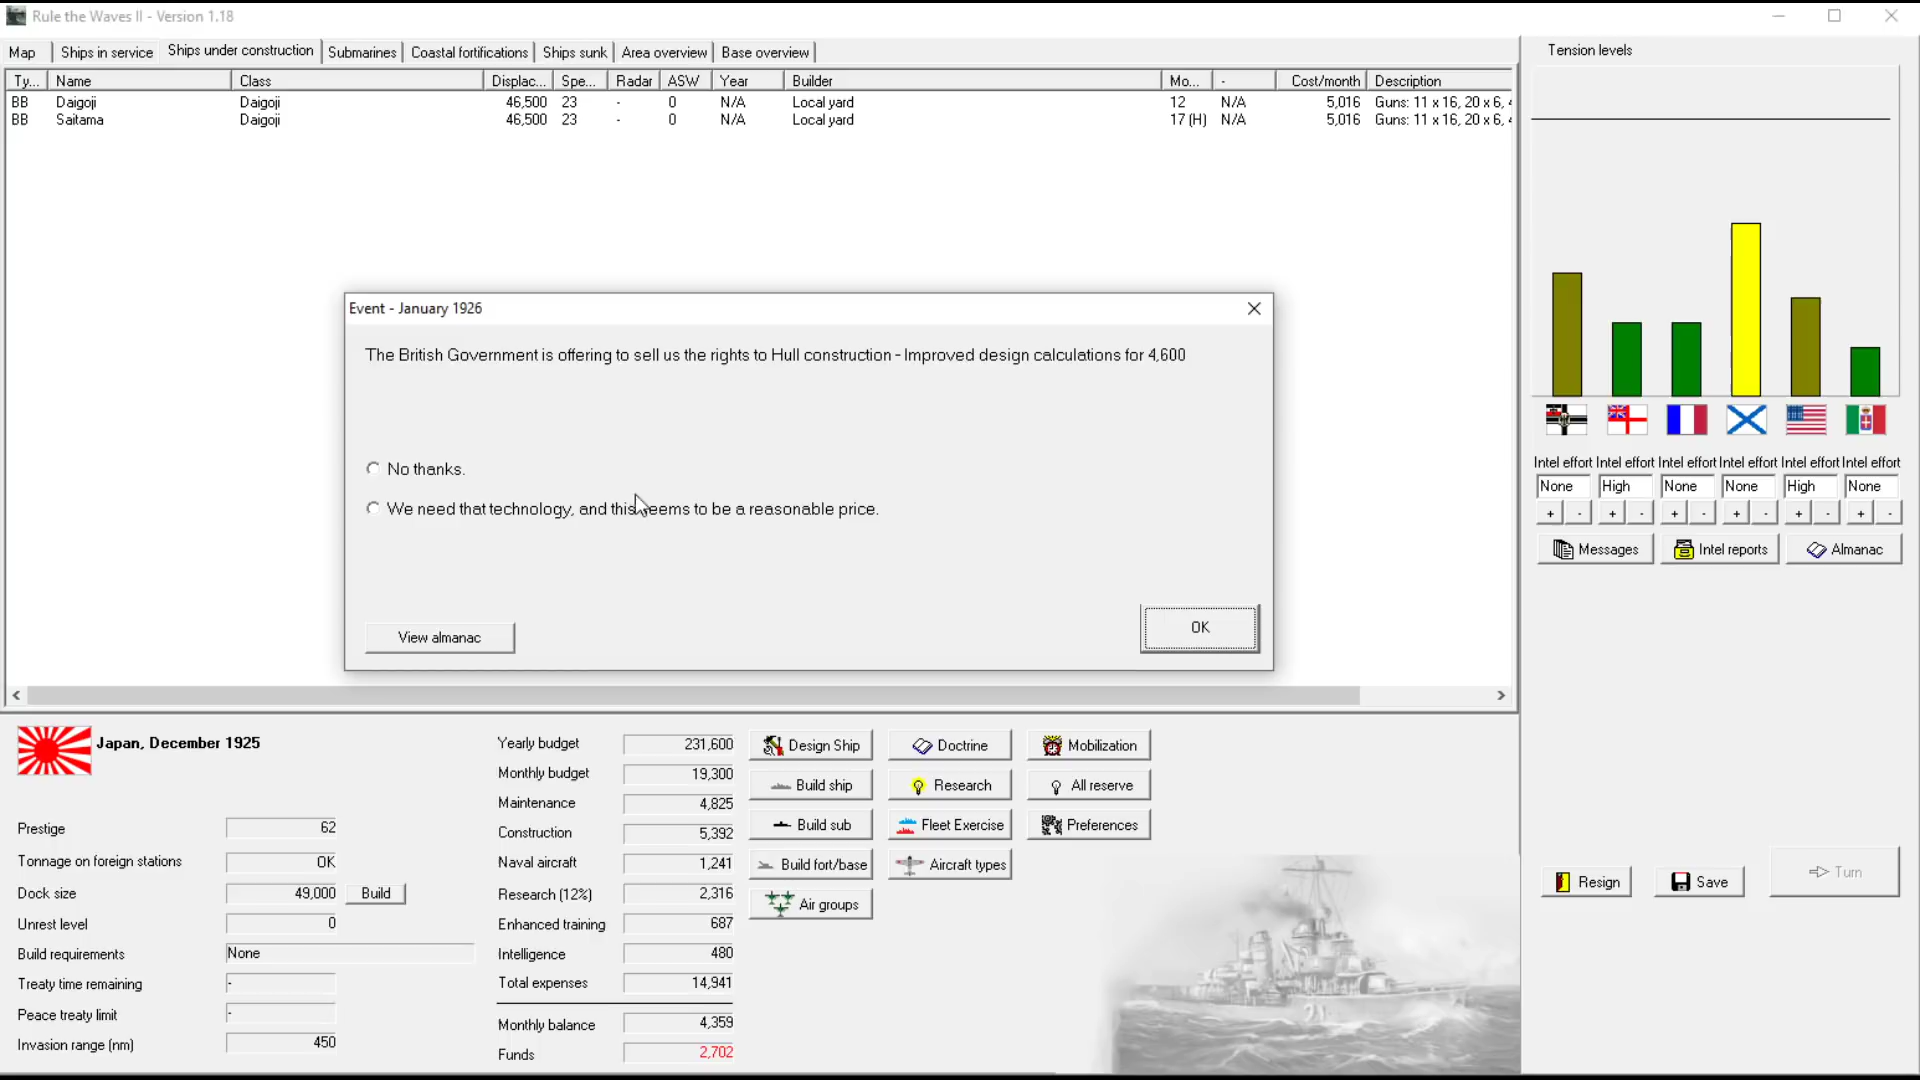 Rule the Waves II - Version 1.18
Map Ships in service Ships under construction Submarines Coastal fortifications Ships sunk Area overview Base overview
Ty... Name Class Displac... Spe... Radar ASW Year Builder Mo... - Cost/month Description
BB Daigoji Daigoji 46,500 23 - 0 N/A Local yard 12 N/A 5,016 Guns: 11 x 16, 20 x 6,
BB Saitama Daigoji 46,500 23 - 0 N/A Local yard 17 (H) N/A 5,016 Guns: 11 x 16, 20 x 6,
Tension levels
Event - January 1926
The British Government is offering to sell us the rights to Hull construction - Improved design calculations for 4,600
No thanks.
We need that technology, and this seems to be a reasonable price.
View almanac
OK
Intel effort Intel effort Intel effort Intel effort Intel effort Intel effort
None High None None High None
+ - + - + - + - + - + -
Messages Intel reports Almanac
Japan, December 1925
Prestige 62
Tonnage on foreign stations OK
Dock size 49,000 Build
Unrest level 0
Build requirements None
Treaty time remaining -
Peace treaty limit -
Invasion range (nm) 450
Yearly budget 231,600
Monthly budget 19,300
Maintenance 4,825
Construction 5,392
Naval aircraft 1,241
Research (12%) 2,316
Enhanced training 687
Intelligence 480
Total expenses 14,941
Monthly balance 4,359
Funds 2,702
Design Ship Doctrine Mobilization
Build ship Research All reserve
Build sub Fleet Exercise Preferences
Build fort/base Aircraft types
Air groups
Resign Save Turn